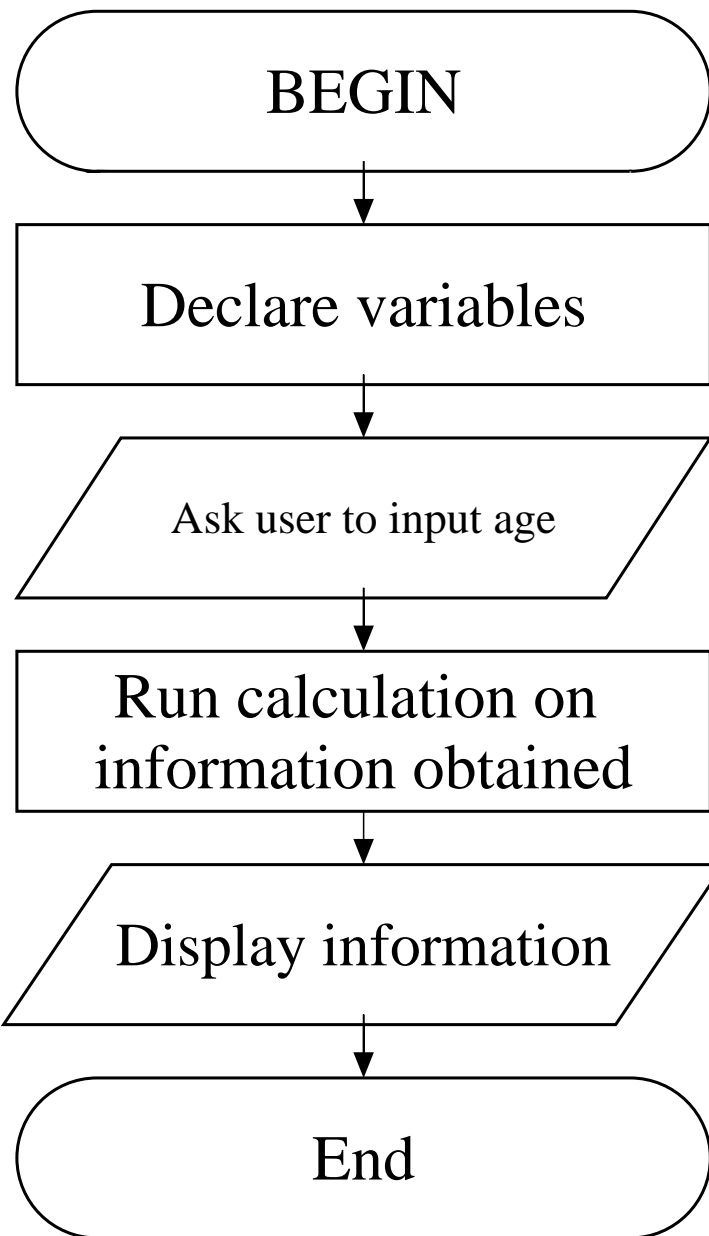 BEGIN
Declare variables
Ask user to input age
Run calculation on
information obtained
Display information
End